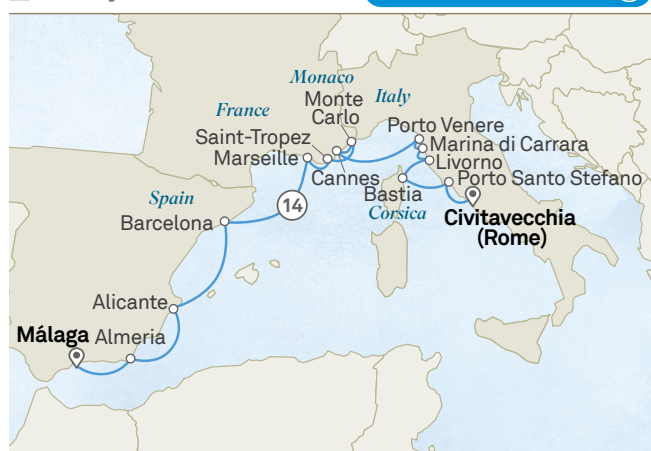 Monaco
Monte
Carlo
Italy
France
Porto Venere
Saint-Tropez
Marina di Carrara
Marseille
Livorno
Cannes
Porto Santo Stefano
Bastia
Spain
Corsica
14
Barcelona
Civitavecchia
(Rome)
Alicante
Málaga
Almeria